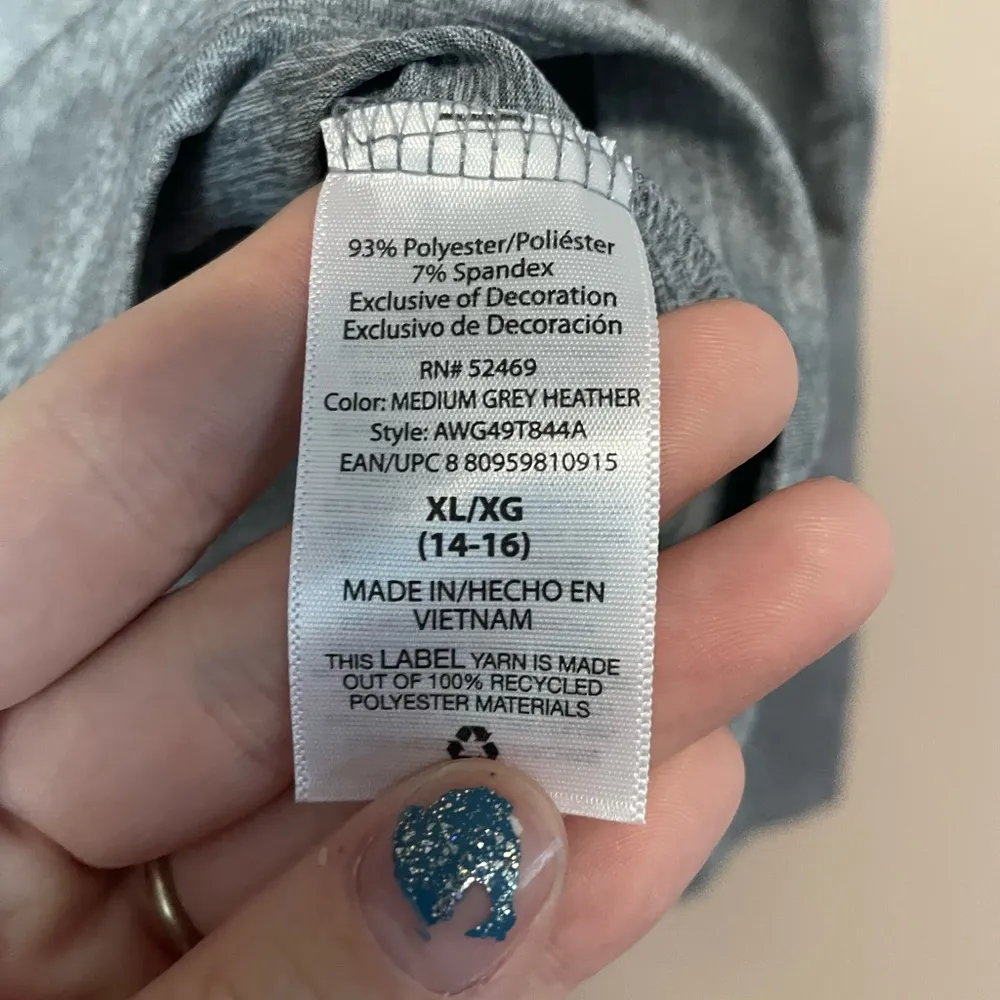 93% Polyester/Poliéster
7% Spandex
Exclusive of Decoration
Exclusivo de Decoración
RN# 52469
Color: MEDIUM GREY HEATHER
Style: AWG49T844A
EAN/UPC 8 80959810915
XL/XG
(14-16)
MADE IN/HECHO EN
VIETNAM
THIS LABEL YARN IS MADE
OUT OF 100% RECYCLED
POLYESTER MATERIALS